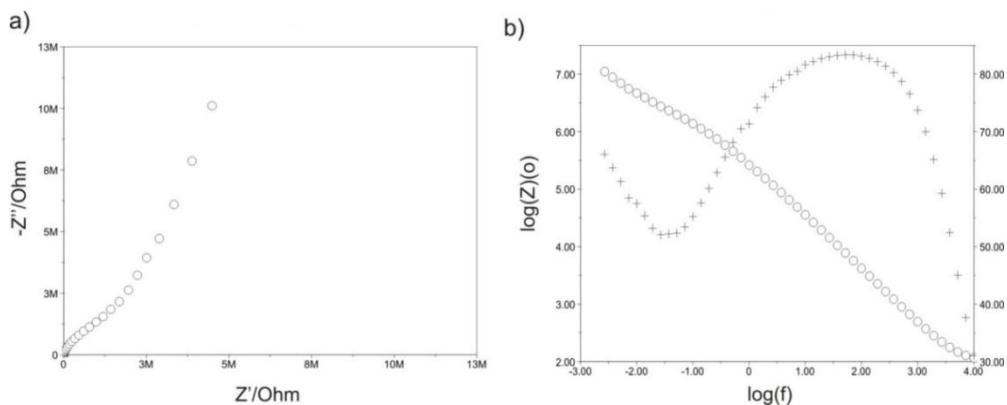 a)
13M
10M
8M
5M
3M
0
-Z''/Ohm
0
3M
5M
8M
10M
13M
Z'/Ohm
b)
7.00
6.00
5.00
4.00
3.00
2.00
log(Z)(o)
80.00
70.00
60.00
50.00
40.00
30.00
-3.00
-2.00
-1.00
0
1.00
2.00
3.00
4.00
log(f)